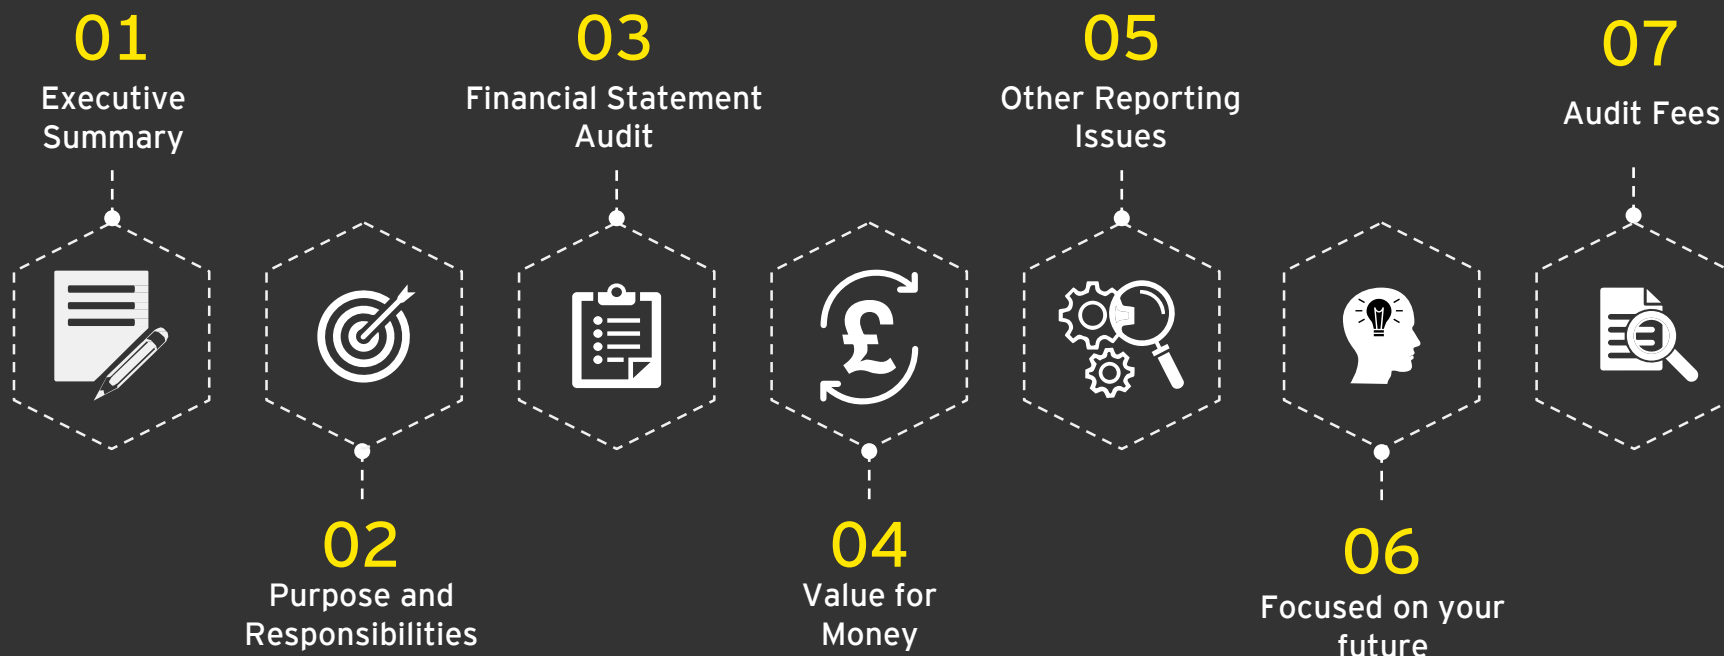 01
Executive
Summary
02
Purpose and
Responsibilities
03
Financial Statement
Audit
04
Value for
Money
05
Other Reporting
Issues
06
Focused on your
future
07
Audit Fees
£